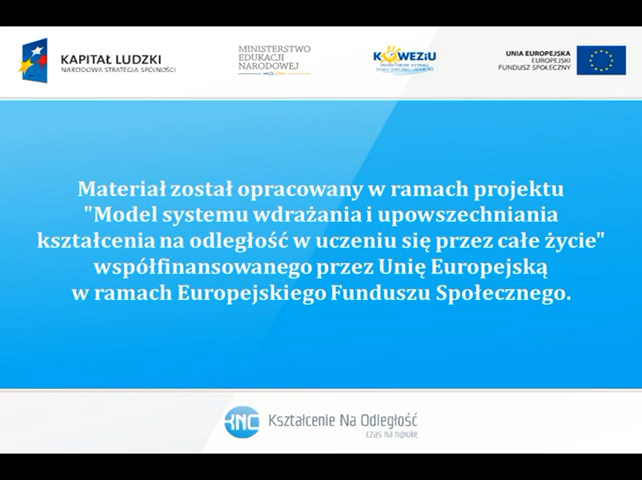 KAPITAŁ LUDZKI
NARODOWA STRATEGIA SPÓJNOŚCI
MINISTERSTWO
EDUKACJI
NARODOWEJ
KOWEZiU
UNIA EUROPEJSKA
EUROPEJSKI
FUNDUSZ SPOŁECZNY
Materiał został opracowany w ramach projektu
"Model systemu wdrażania i upowszechniania
kształcenia na odległość w uczeniu się przez całe życie"
współfinansowanego przez Unię Europejską
w ramach Europejskiego Funduszu Społecznego.
KNO Kształcenie Na Odległość
czas na n@ukę